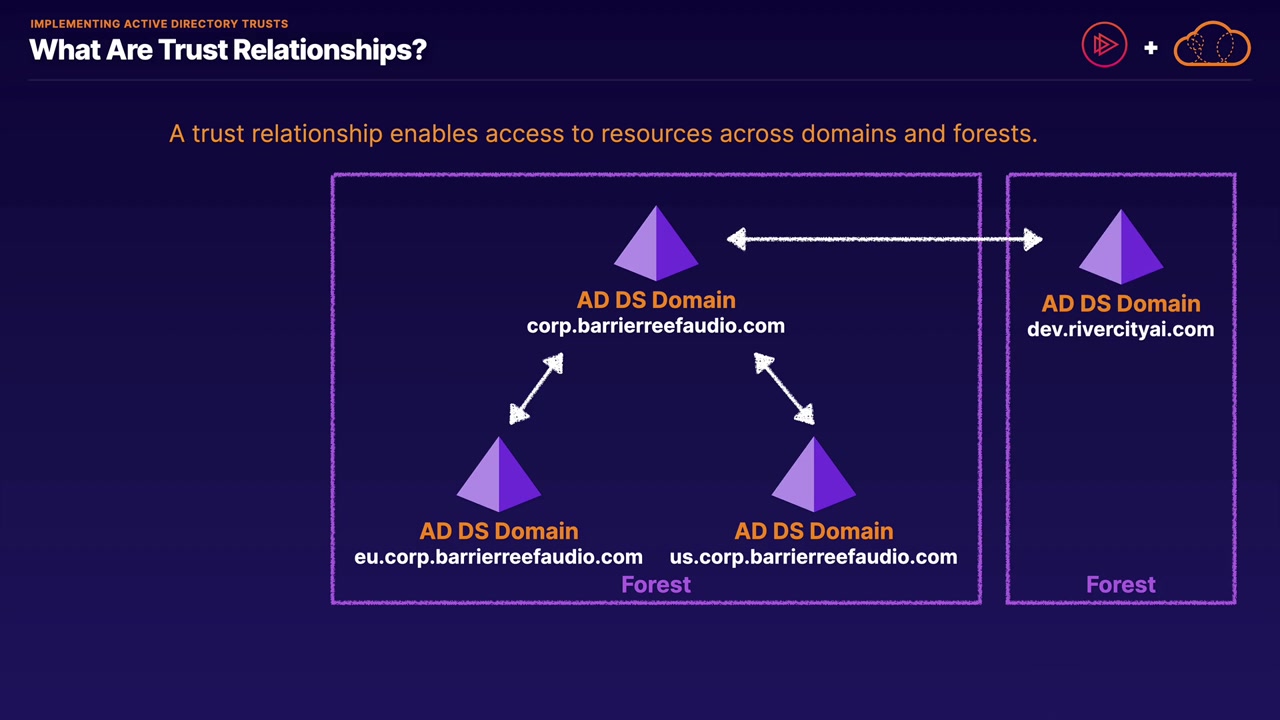 IMPLEMENTING ACTIVE DIRECTORY TRUSTS
What Are Trust Relationships?
+
A trust relationship enables access to resources across domains and forests.
AD DS Domain
corp.barrierreefaudio.com
AD DS Domain
dev.rivercityai.com
AD DS Domain
eu.corp.barrierreefaudio.com
AD DS Domain
us.corp.barrierreefaudio.com
Forest
Forest